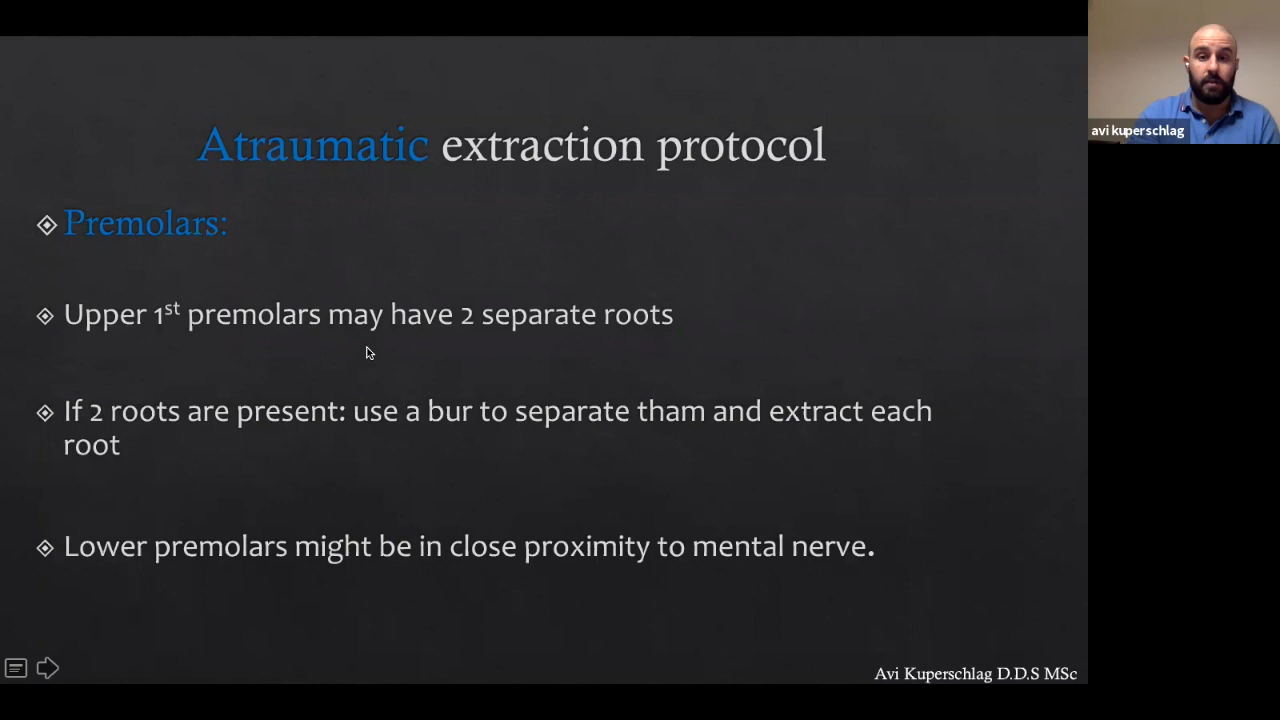 Atraumatic extraction protocol
Premolars:
Upper 1st premolars may have 2 separate roots
If 2 roots are present: use a bur to separate tham and extract each
root
Lower premolars might be in close proximity to mental nerve.
Avi Kuperschlag D.D.S MSc
avi kuperschlag